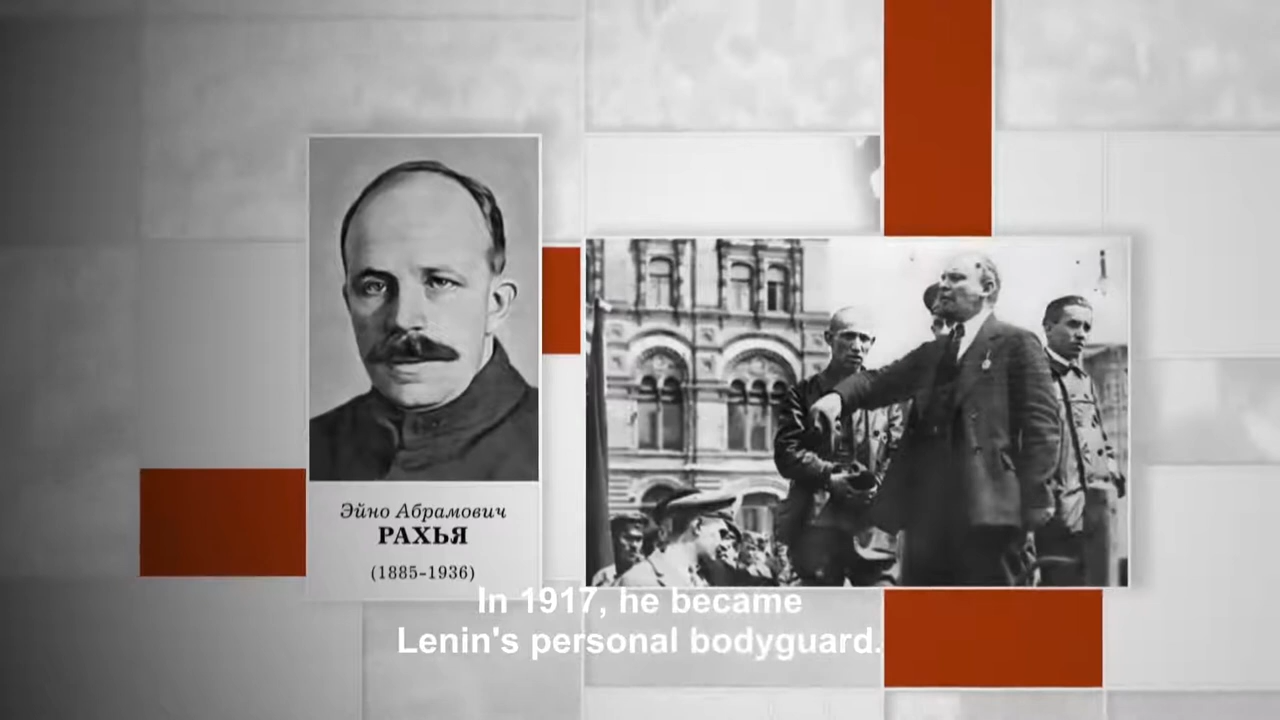 Эйно Абрамович
РАХЬЯ
(1885–1936)
In 1917, he became
Lenin's personal bodyguard.